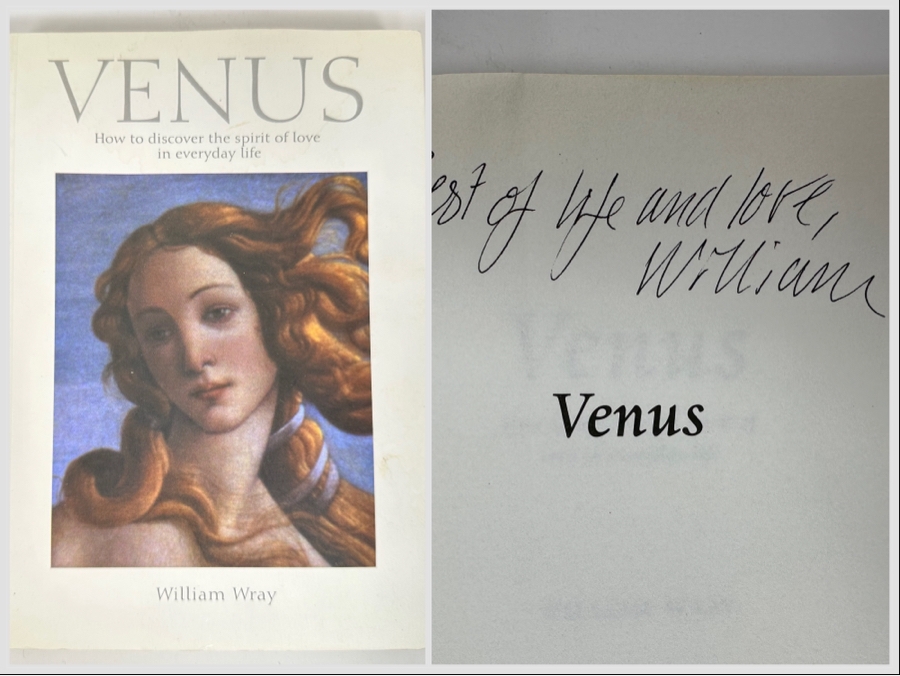 VENUS
How to discover the spirit of love
in everyday life
William Wray
est of life and love,
William
Venus
Venus